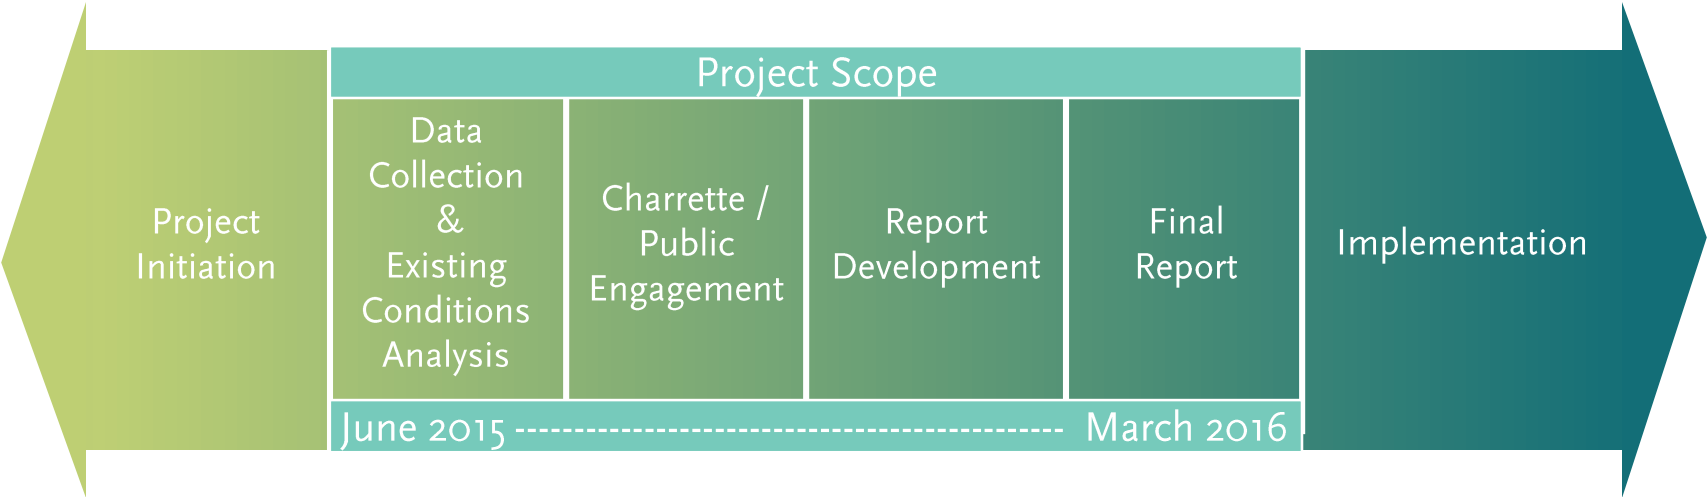 Project Scope
Project
Initiation
Data
Collection
&
Existing
Conditions
Analysis
Charrette /
Public
Engagement
Report
Development
Final
Report
Implementation
June 2015 ---------------------------------------------- March 2016